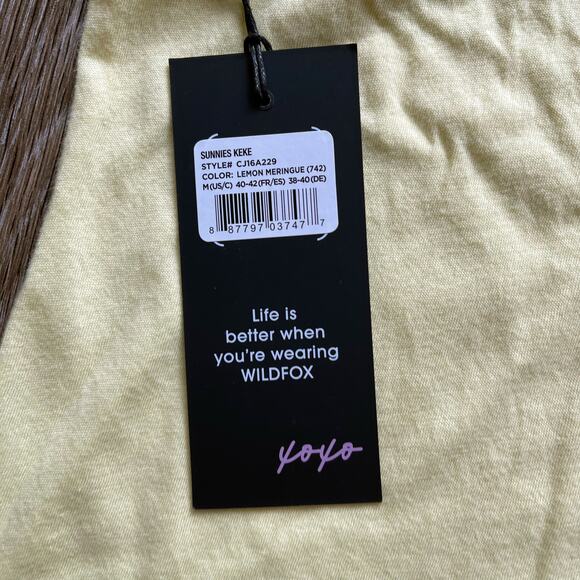 SUNNIES KEKE
STYLE# CJ16A229
COLOR: LEMON MERINGUE (742)
M(US/C) 40-42(FR/ES) 38-40(DE)
8 87797 03747 7
Life is
better when
you're wearing
WILDFOX
xoxo